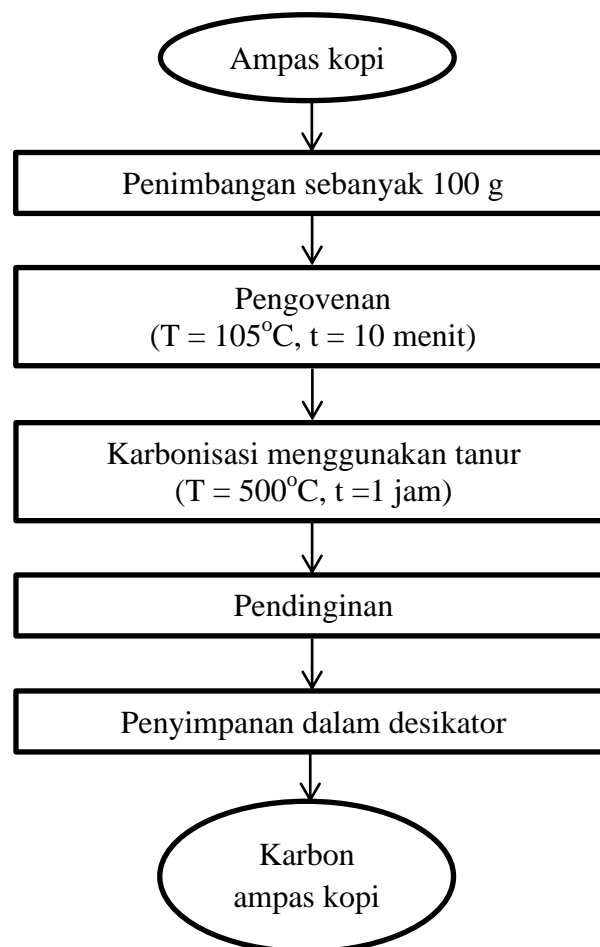 Ampas kopi
Penimbangan sebanyak 100 g
Pengovenan
(T = 105°C, t = 10 menit)
Karbonisasi menggunakan tanur
(T = 500°C, t =1 jam)
Pendinginan
Penyimpanan dalam desikator
Karbon
ampas kopi